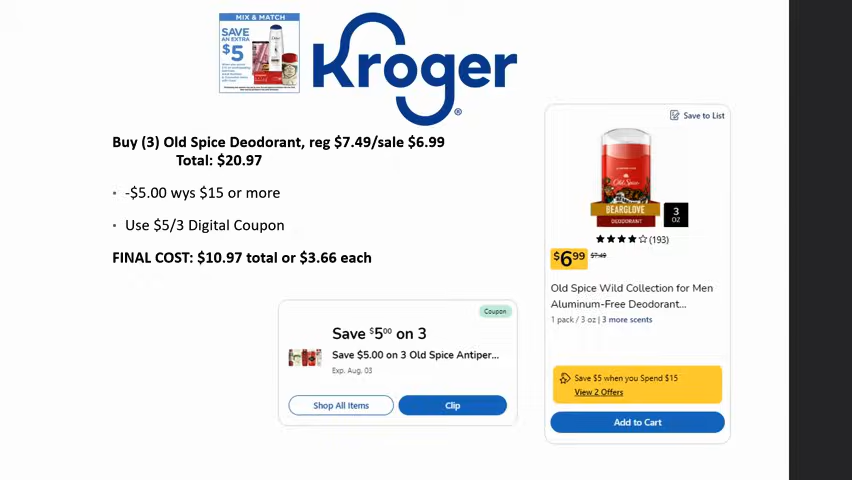 MIX & MATCH
SAVE
AN EXTRA
$5
Kroger
®
Buy (3) Old Spice Deodorant, reg $7.49/sale $6.99
Total: $20.97
• -$5.00 wys $15 or more
• Use $5/3 Digital Coupon
FINAL COST: $10.97 total or $3.66 each
Coupon
Save $5.00 on 3
Save $5.00 on 3 Old Spice Antiper...
Exp. Aug. 03
Shop All Items
Clip
Save to List
Old Spice
BEARGLOVE
DEODORANT
3
OZ
(193)
$6.99 $7.49
Old Spice Wild Collection for Men
Aluminum-Free Deodorant...
1 pack / 3 oz | 3 more scents
Save $5 when you Spend $15
View 2 Offers
Add to Cart